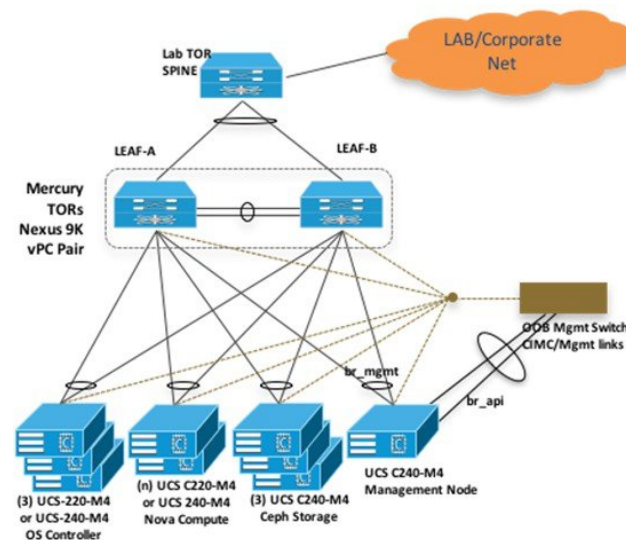 Lab TOR
SPINE
LAB/Corporate
Net
LEAF-A
LEAF-B
Mercury
TORs
Nexus 9K
vPC Pair
OOB Mgmt Switch
CIMC/Mgmt links
br_mgmt
br_api
(3) UCS-220-M4
or UCS-240-M4
OS Controller
(n) UCS C220-M4
or UCS 240-M4
Nova Compute
(3) UCS C240-M4
Ceph Storage
UCS C240-M4
Management Node